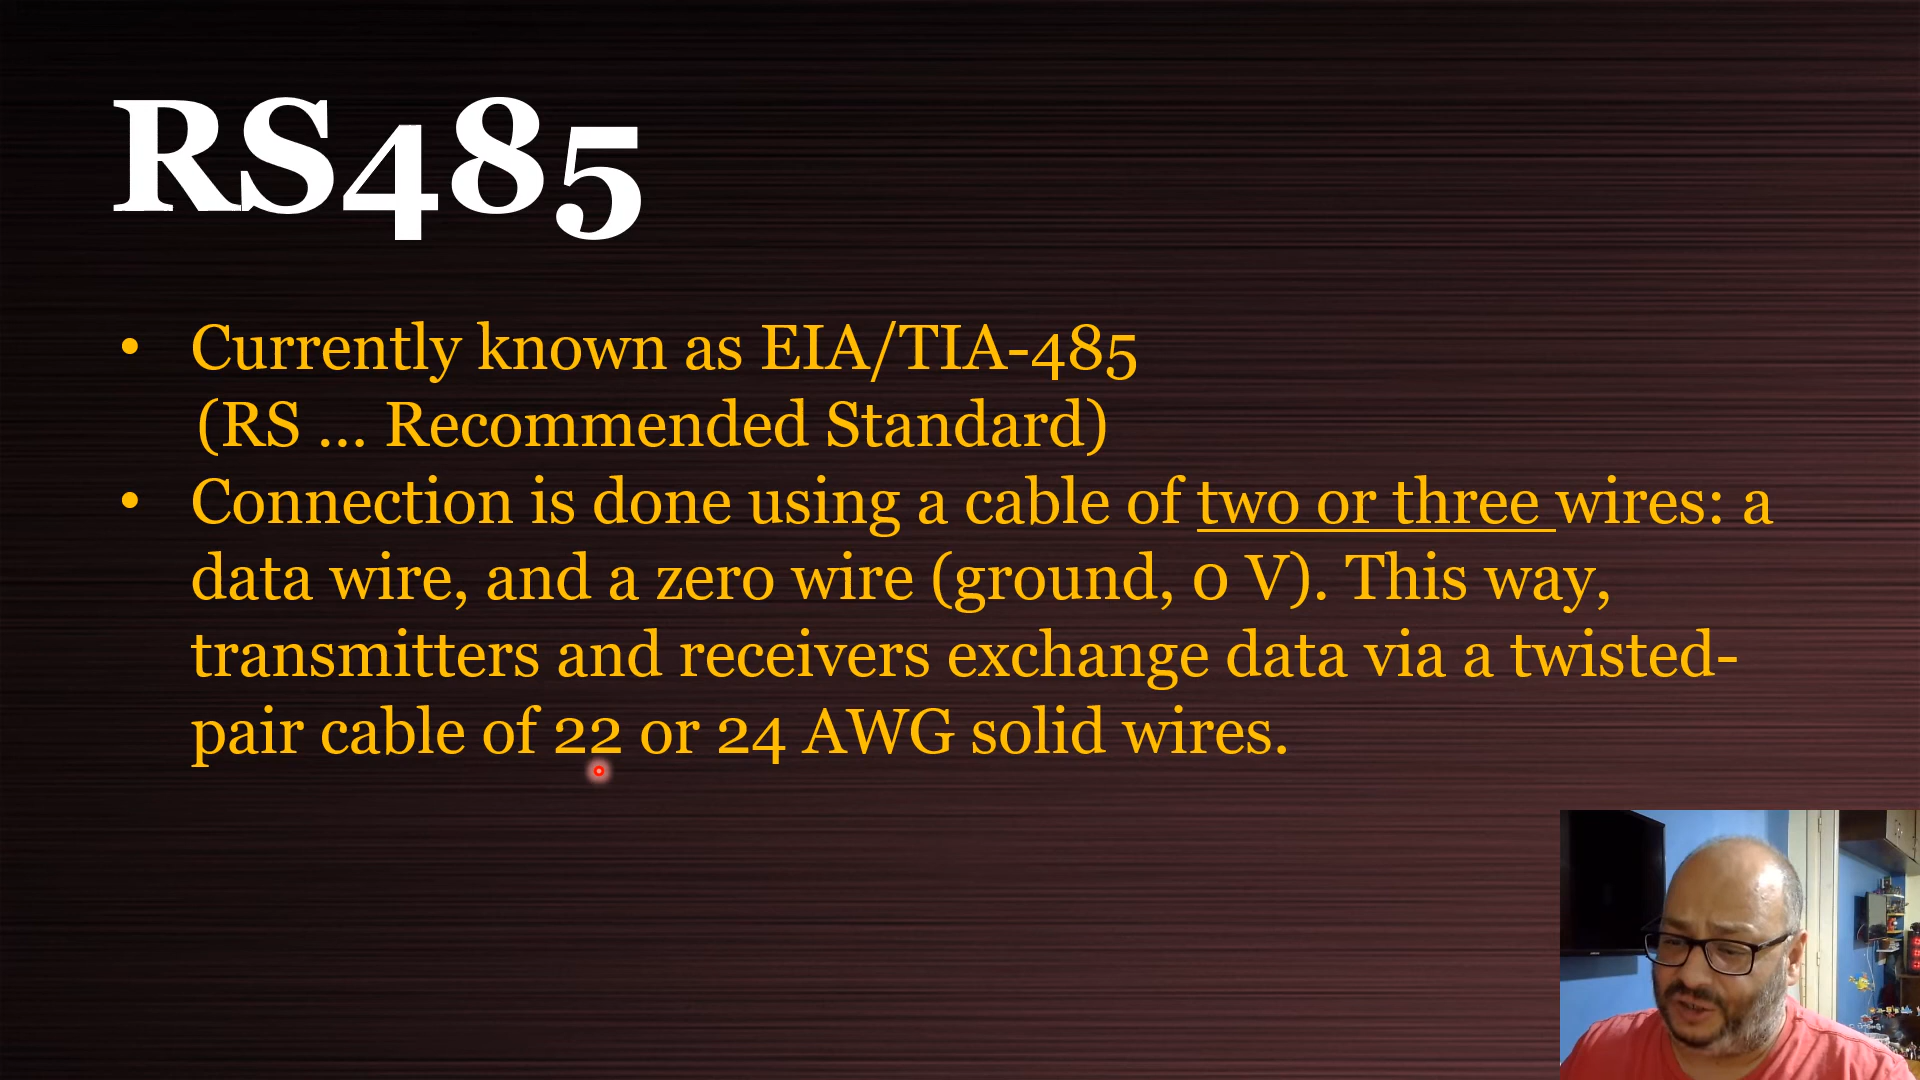 RS485
• Currently known as EIA/TIA-485
(RS ... Recommended Standard)
• Connection is done using a cable of two or three wires: a
data wire, and a zero wire (ground, 0 V). This way,
transmitters and receivers exchange data via a twisted-
pair cable of 22 or 24 AWG solid wires.